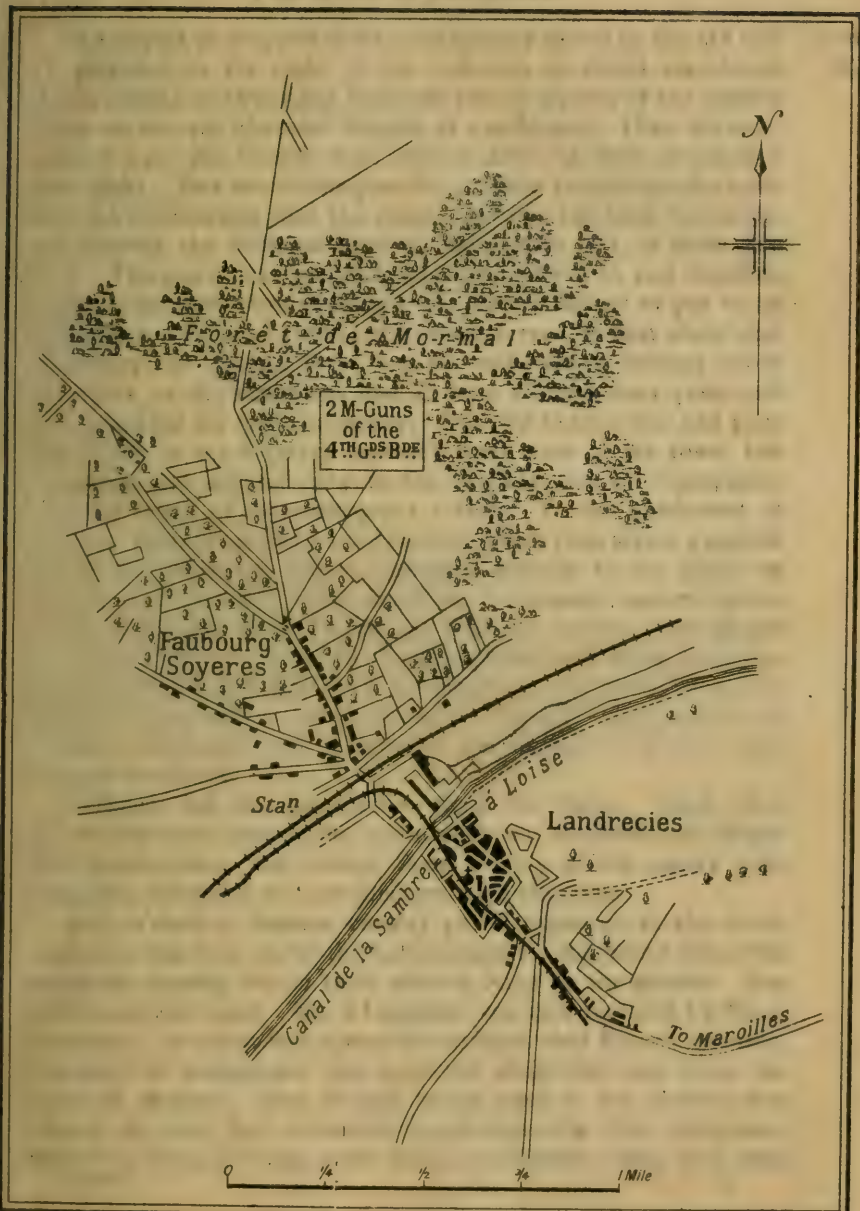 N
Forêt de Mormal
2 M-Guns
of the
4TH GDS BDE
Faubourg
Soyeres
Stan
Canal de la Sambre à Loise
Landrecies
To Maroilles
0 1/4 1/2 3/4 1 Mile